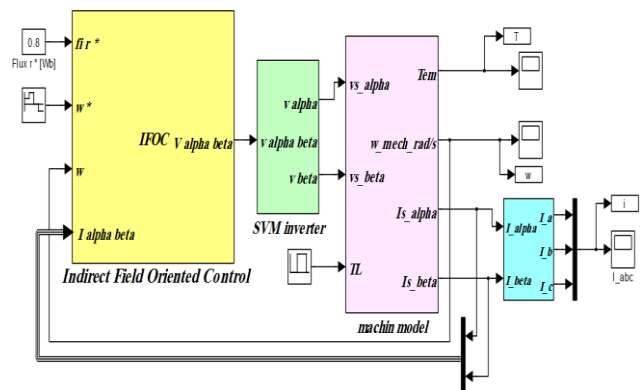 0.8
Flux r * [Wb]
fi r *
w *
w
I alpha beta
IFOC
V alpha beta
Indirect Field Oriented Control
v alpha
v alpha beta
v beta
SVM inverter
vs_alpha
vs_beta
TL
Tem
w_mech_rad/s
Is_alpha
Is_beta
machin model
T
w
I_alpha
I_beta
I_a
I_b
I_c
i
I_abc